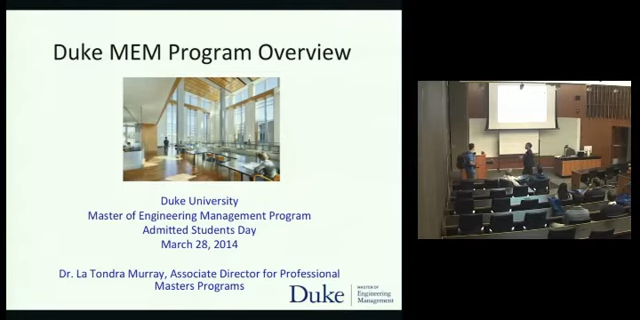 Duke MEM Program Overview
Duke University
Master of Engineering Management Program
Admitted Students Day
March 28, 2014
Dr. La Tondra Murray, Associate Director for Professional
Masters Programs
Duke
MASTER OF
Engineering
Management